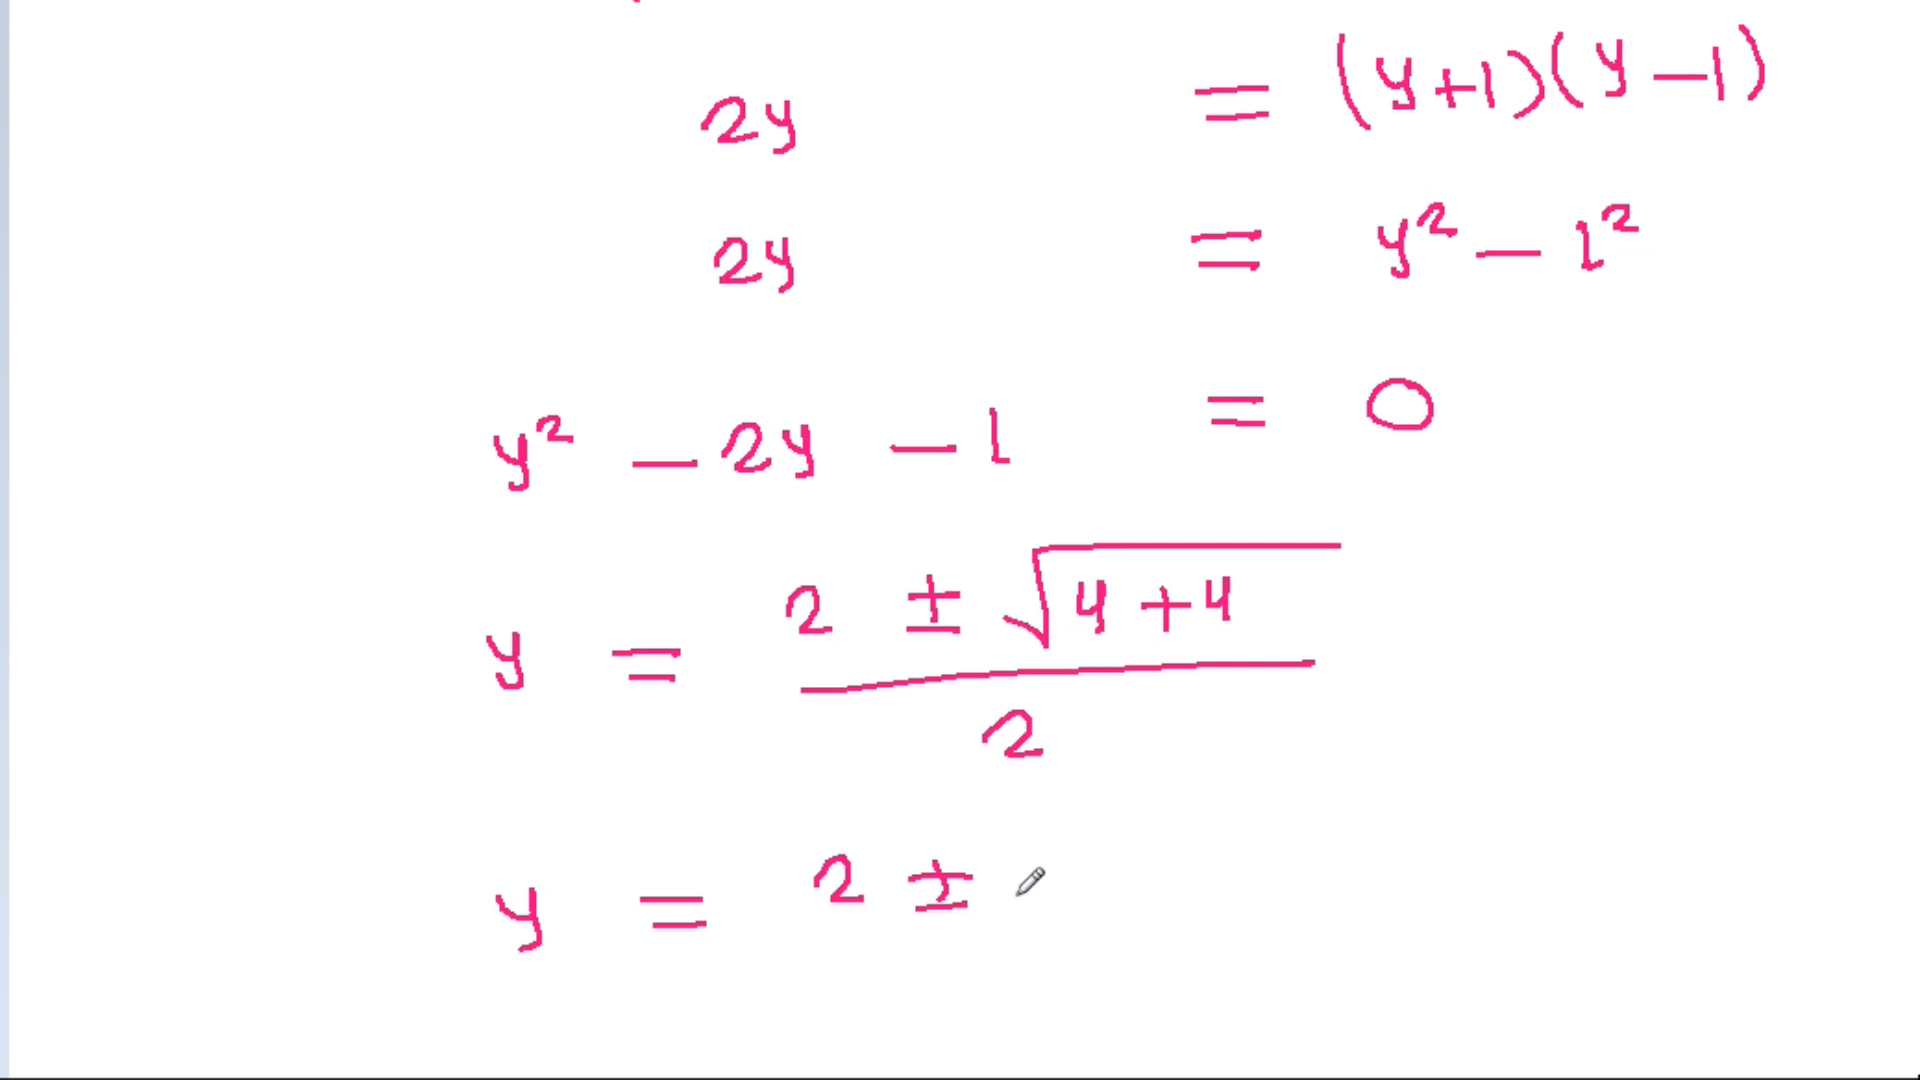 2y = (y+1)(y-1)
2y = y² - 1²
y² - 2y - 1 = 0
y = (2 ± √(4+4))/2
y = 2 ±